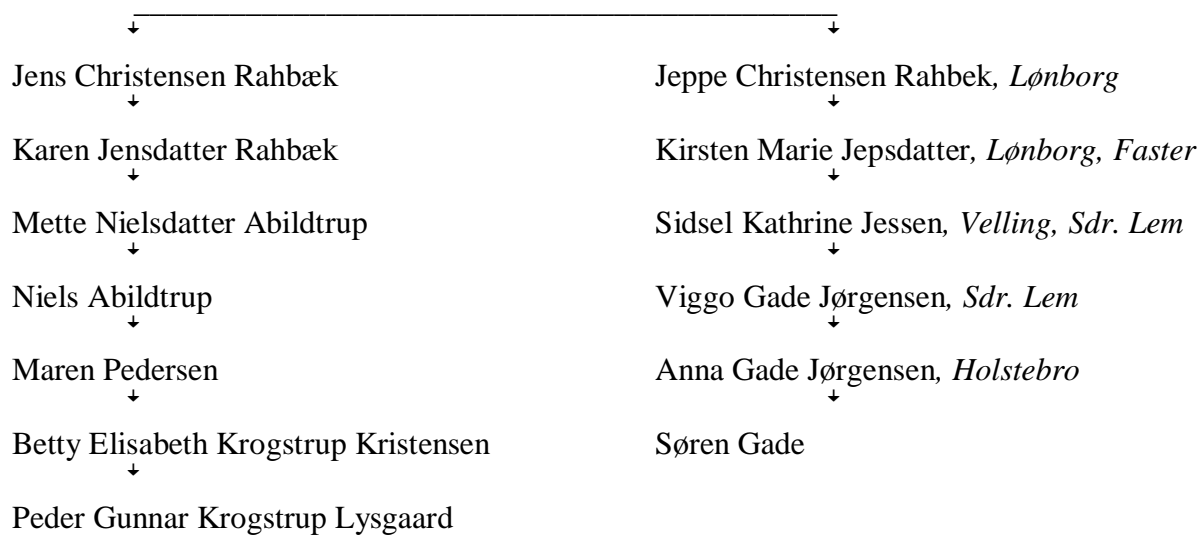 Jens Christensen Rahbæk
Jeppe Christensen Rahbek, Lønborg
Karen Jensdatter Rahbæk
Kirsten Marie Jepsdatter, Lønborg, Faster
Mette Nielsdatter Abildtrup
Sidsel Kathrine Jessen, Velling, Sdr. Lem
Niels Abildtrup
Viggo Gade Jørgensen, Sdr. Lem
Maren Pedersen
Anna Gade Jørgensen, Holstebro
Betty Elisabeth Krogstrup Kristensen
Søren Gade
Peder Gunnar Krogstrup Lysgaard